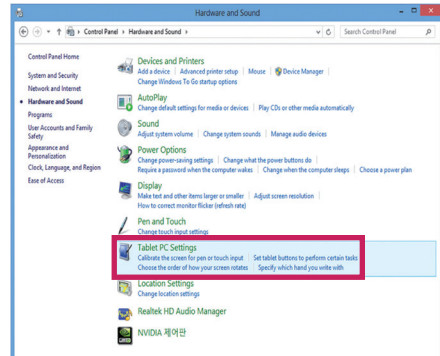 Hardware and Sound
Control Panel ▸ Hardware and Sound ▸
Search Control Panel
Control Panel Home
System and Security
Network and Internet
Hardware and Sound
Programs
User Accounts and Family
Safety
Appearance and
Personalization
Clock, Language, and Region
Ease of Access
Devices and Printers
Add a device | Advanced printer setup | Mouse | Device Manager |
Change Windows To Go startup options
AutoPlay
Change default settings for media or devices | Play CDs or other media automatically
Sound
Adjust system volume | Change system sounds | Manage audio devices
Power Options
Change power-saving settings | Change what the power buttons do |
Require a password when the computer wakes | Change when the computer sleeps | Choose a power plan
Display
Make text and other items larger or smaller | Adjust screen resolution |
How to correct monitor flicker (refresh rate)
Pen and Touch
Change touch input settings
Tablet PC Settings
Calibrate the screen for pen or touch input | Set tablet buttons to perform certain tasks
Choose the order of how your screen rotates | Specify which hand you write with
Location Settings
Change location settings
Realtek HD Audio Manager
NVIDIA 제어판